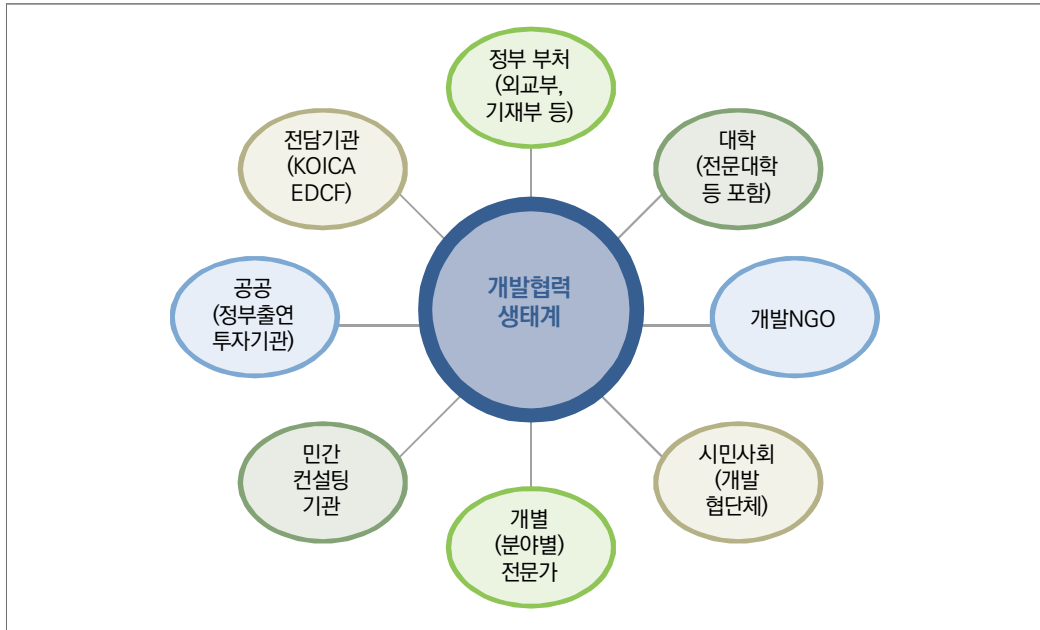 정부 부처
(외교부,
기재부 등)
전담기관
(KOICA
EDCF)
대학
(전문대학
등 포함)
공공
(정부출연
투자기관)
개발협력
생태계
개발NGO
민간
컨설팅
기관
시민사회
(개발
협단체)
개별
(분야별)
전문가